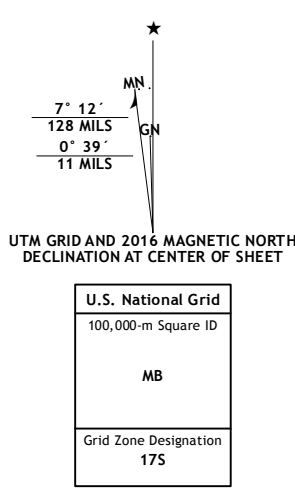 ★
MN
7° 12´
128 MILS
GN
0° 39´
11 MILS
UTM GRID AND 2016 MAGNETIC NORTH
DECLINATION AT CENTER OF SHEET
U.S. National Grid
100,000-m Square ID
MB
Grid Zone Designation
17S